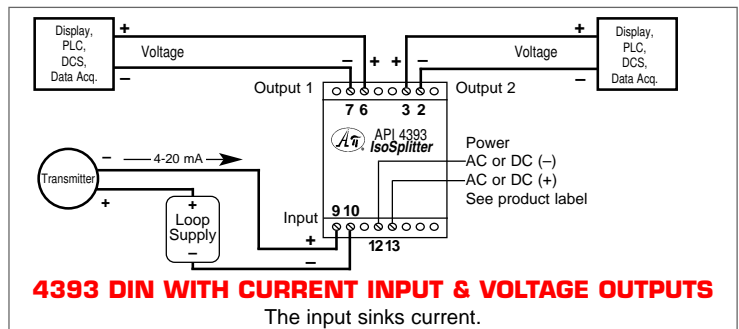 Display,
PLC,
DCS,
Data Acq.
+
Voltage
–
Output 1
– + + –
7 6 3 2
Output 2
+
Voltage
–
Display,
PLC,
DCS,
Data Acq.
API 4393
IsoSplitter
Power
AC or DC (–)
AC or DC (+)
See product label
Transmitter
–
4-20 mA
+
+
Loop
Supply
–
Input
9 10
+
–
12 13
4393 DIN WITH CURRENT INPUT & VOLTAGE OUTPUTS
The input sinks current.